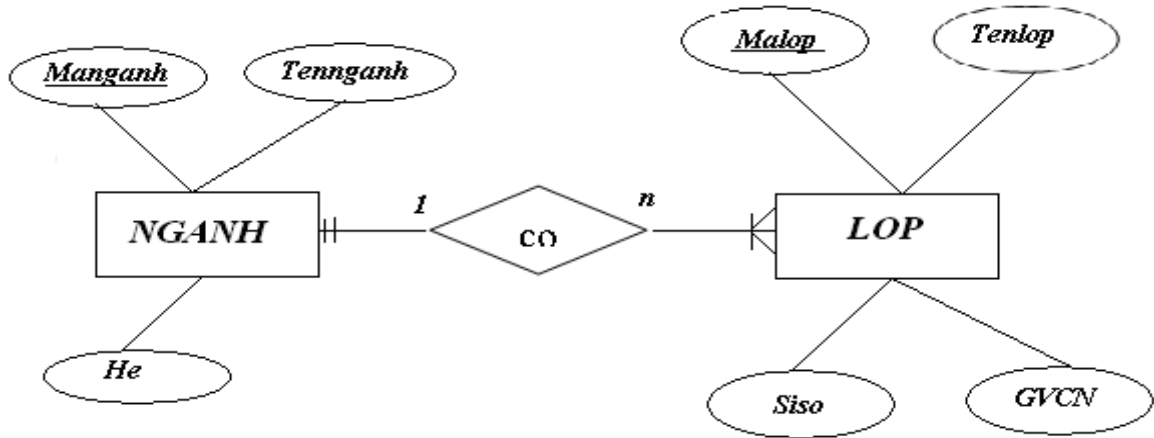 Malop
Tenlop
Manganh
Tennganh
NGANH
1
co
n
LOP
He
Siso
GVCN